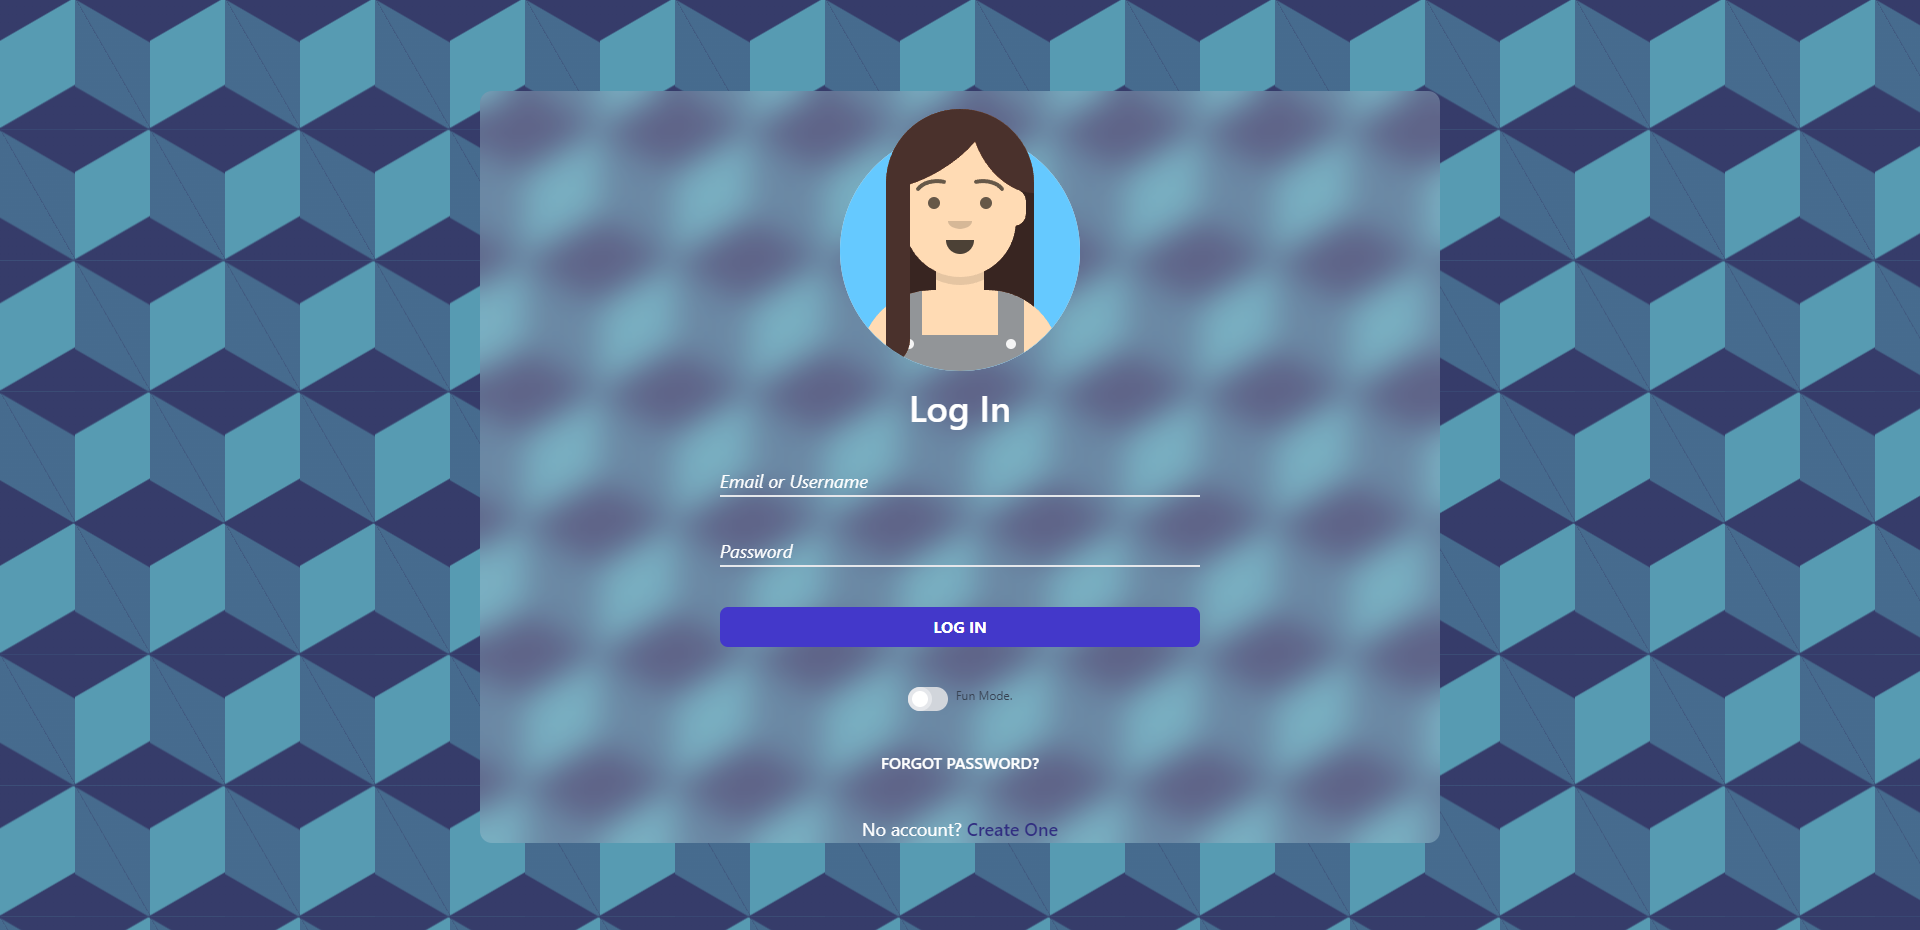 Log In
Email or Username
Password
LOG IN
Fun Mode.
FORGOT PASSWORD?
No account? Create One